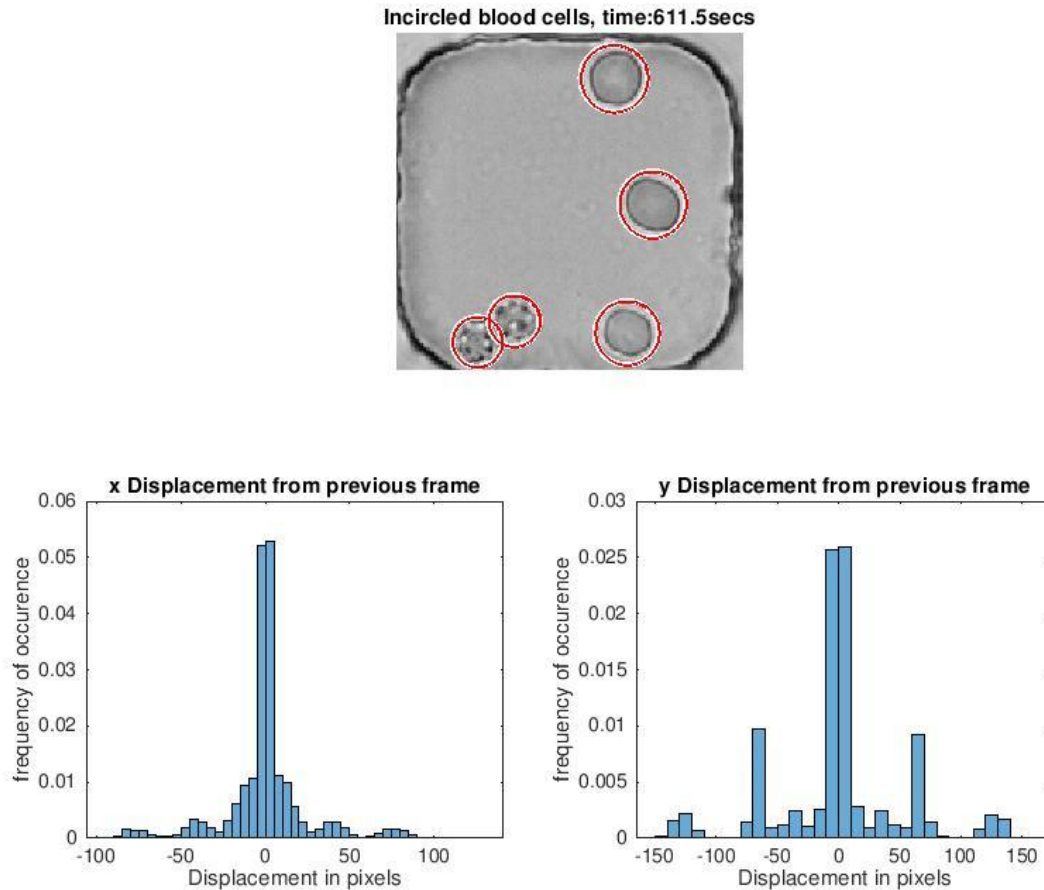 Incircled blood cells, time:611.5secs
x Displacement from previous frame
0.06
0.05
0.04
0.03
0.02
0.01
0
frequency of occurence
-100 -50 0 50 100
Displacement in pixels
y Displacement from previous frame
0.03
0.025
0.02
0.015
0.01
0.005
0
frequency of occurence
-150 -100 -50 0 50 100 150
Displacement in pixels